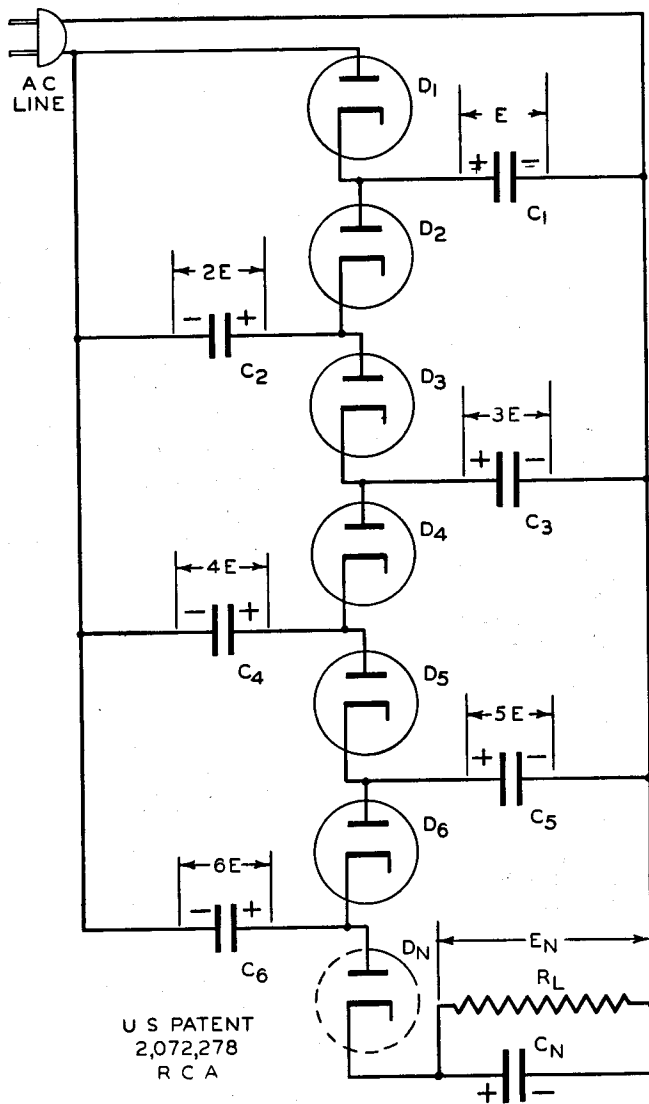 AC
LINE
D1
E
+ =
C1
D2
2E
- +
C2
D3
3E
+ -
C3
D4
4E
- +
C4
D5
5E
+ -
C5
D6
6E
- +
C6
DN
EN
RL
CN
+ -
U S PATENT
2,072,278
R C A